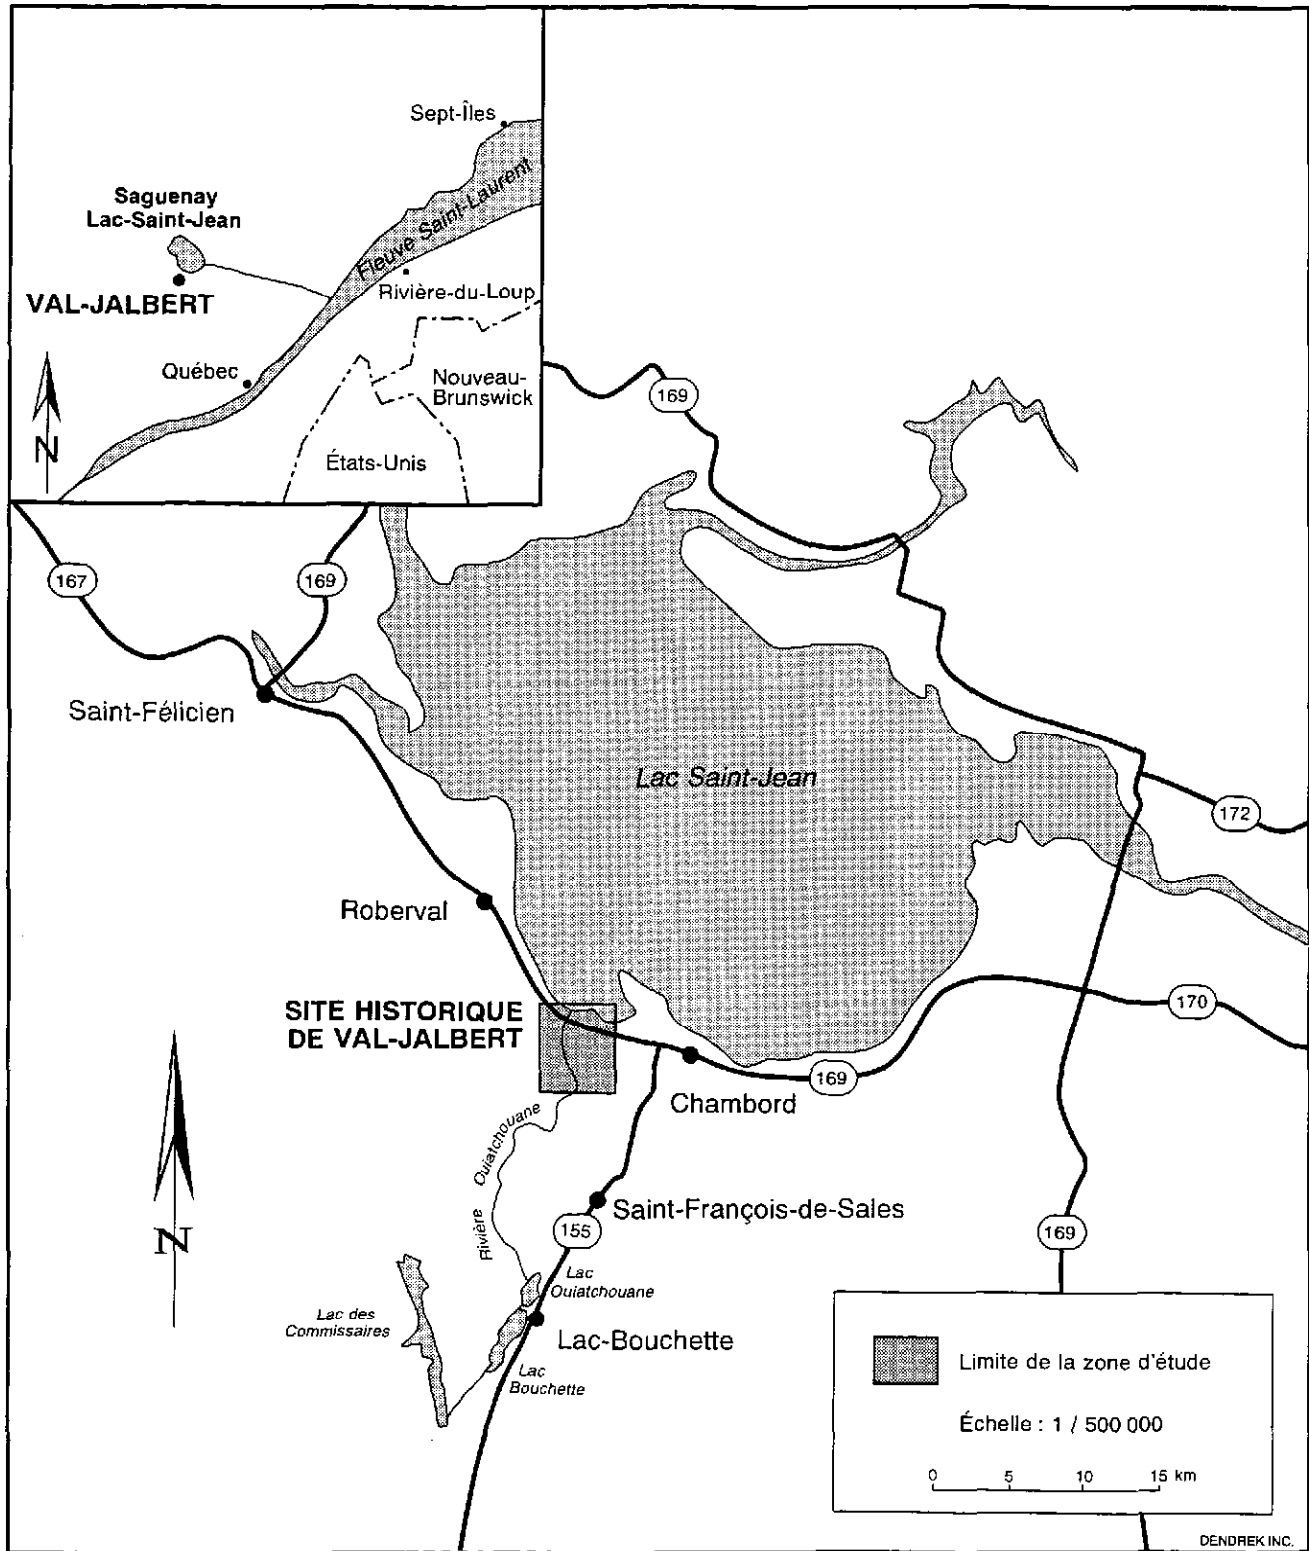 Sept-Îles
Fleuve Saint-Laurent
Saguenay
Lac-Saint-Jean
VAL-JALBERT
Rivière-du-Loup
Québec
Nouveau-
Brunswick
États-Unis
N
169
167
169
Saint-Félicien
Lac Saint-Jean
172
Roberval
170
SITE HISTORIQUE
DE VAL-JALBERT
169
Chambord
Rivière Ouiatchouane
N
Saint-François-de-Sales
155
169
Lac
Ouiatchouane
Lac des
Commissaires
Lac-Bouchette
Lac
Bouchette
Limite de la zone d'étude
Échelle : 1 / 500 000
0 5 10 15 km
DENDREK INC.